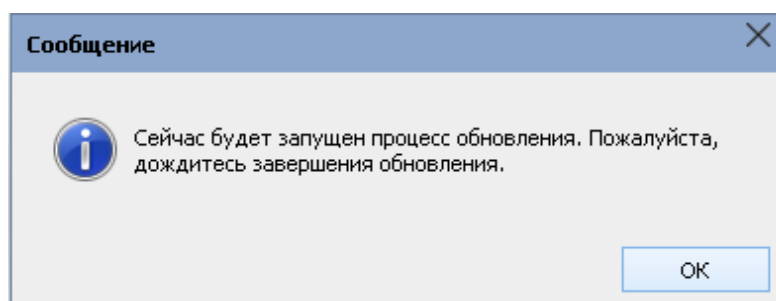 Сообщение
Сейчас будет запущен процесс обновления. Пожалуйста,
дождитесь завершения обновления.
ОК